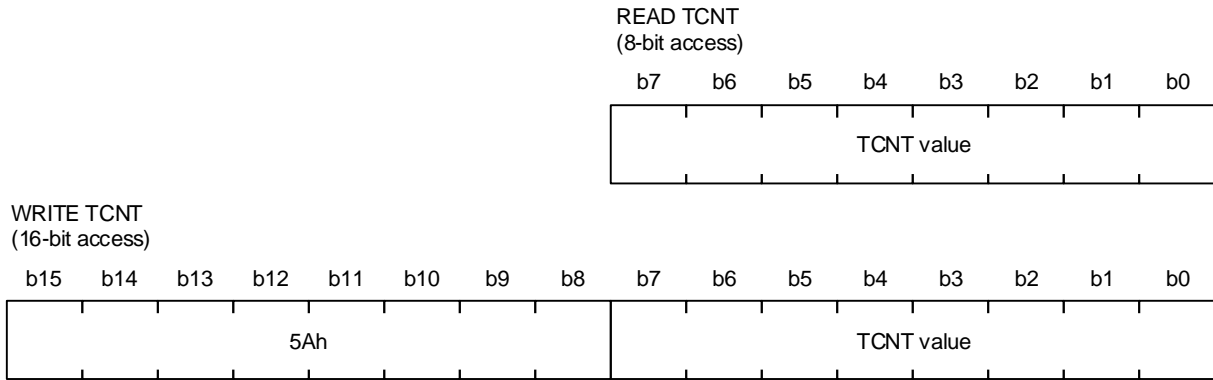 READ TCNT
(8-bit access)
b7 b6 b5 b4 b3 b2 b1 b0
TCNT value
WRITE TCNT
(16-bit access)
b15 b14 b13 b12 b11 b10 b9 b8 b7 b6 b5 b4 b3 b2 b1 b0
5Ah TCNT value